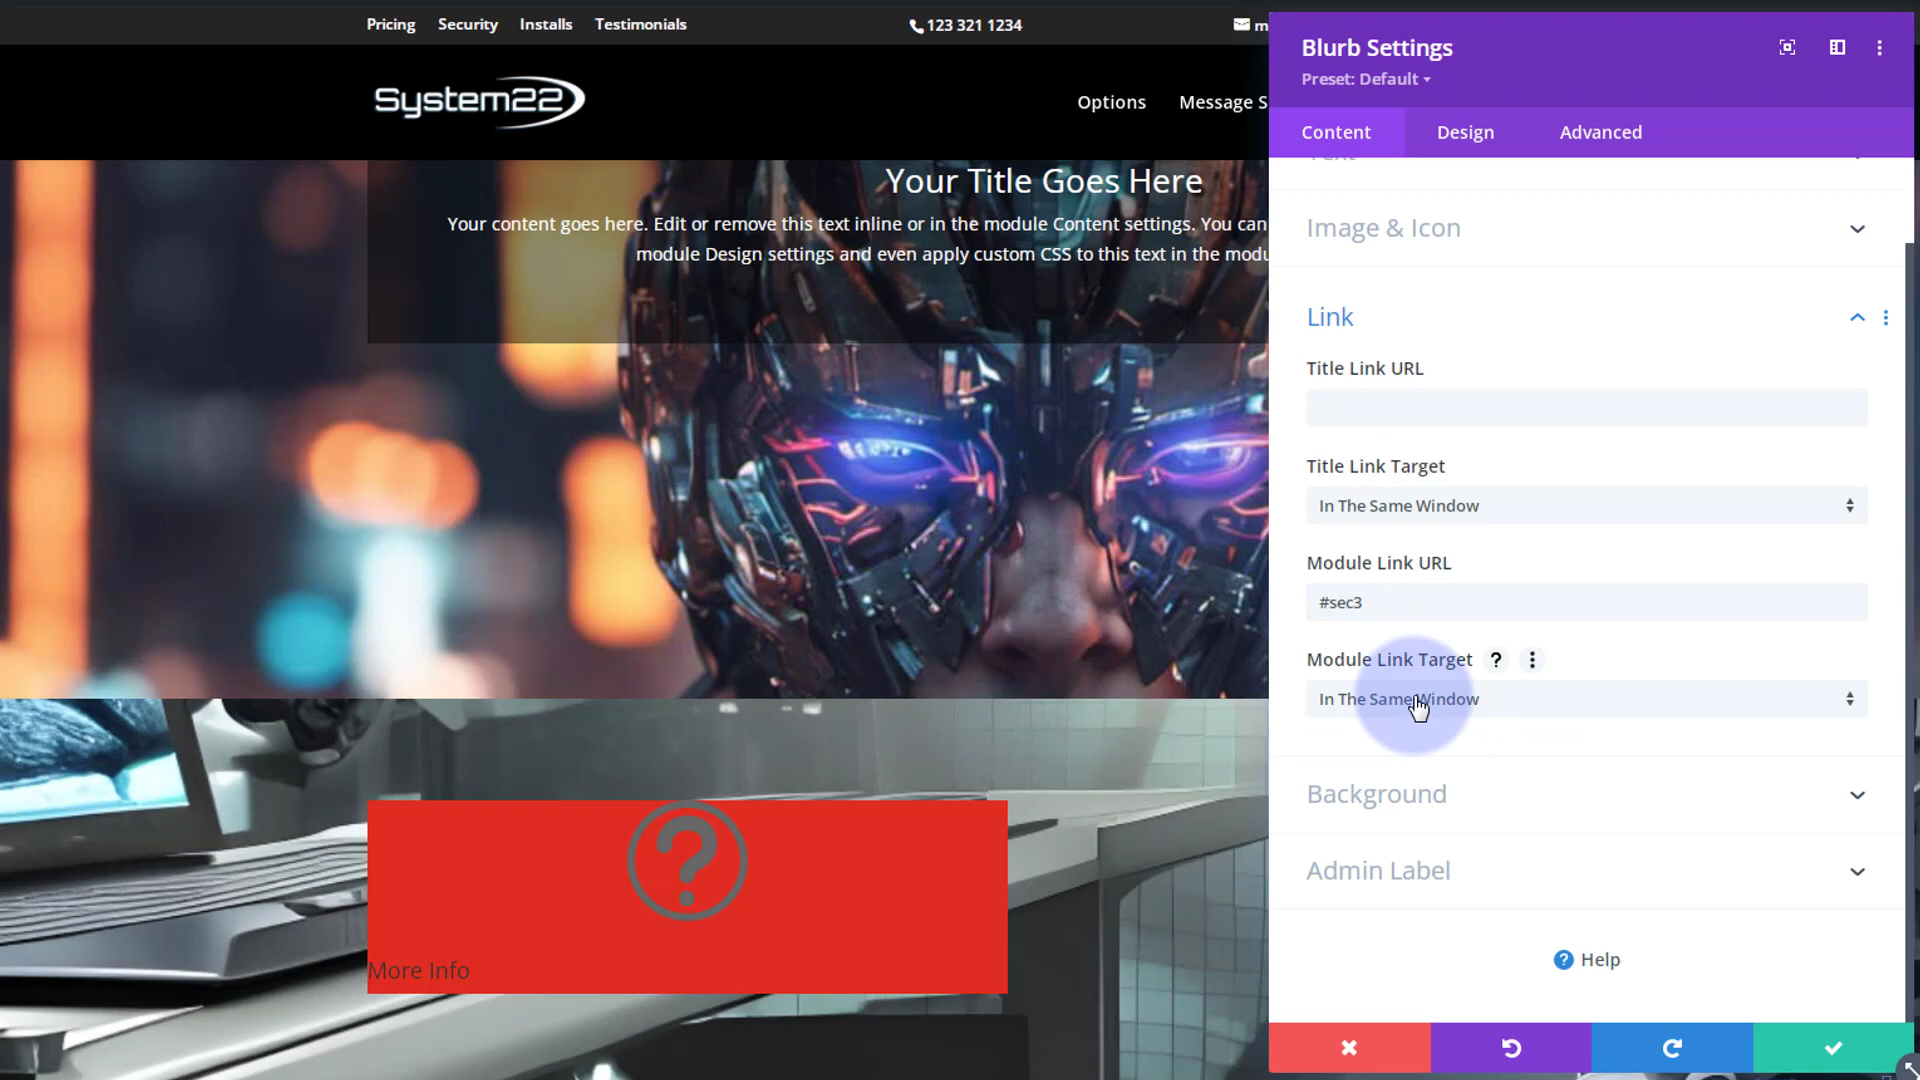 Pricing Security Installs Testimonials 123 321 1234 m
System22
Options Message S
Your Title Goes Here
Your content goes here. Edit or remove this text inline or in the module Content settings. You can
module Design settings and even apply custom CSS to this text in the modu
More Info
Blurb Settings
Preset: Default
Content Design Advanced
Text
Image & Icon
Link
Title Link URL
Title Link Target
In The Same Window
Module Link URL
#sec3
Module Link Target ?
In The Same Window
Background
Admin Label
? Help